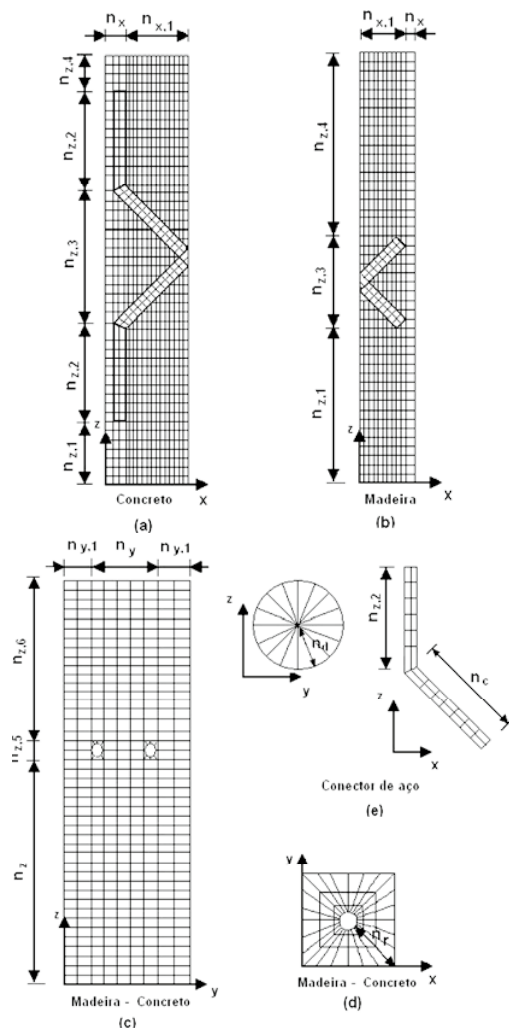 n x
n x,1
n z,4
n z,2
n z,3
n z,2
n z,1
z
x
Concreto
(a)
n x,1
n x
n z,4
n z,3
n z,1
z
x
Madeira
(b)
n y,1
n y
n y,1
n z,6
n z,5
n z
z
y
Madeira - Concreto
(c)
z
n d
y
n z,2
n c
z
x
Conector de aço
(e)
y
n r
x
Madeira - Concreto
(d)